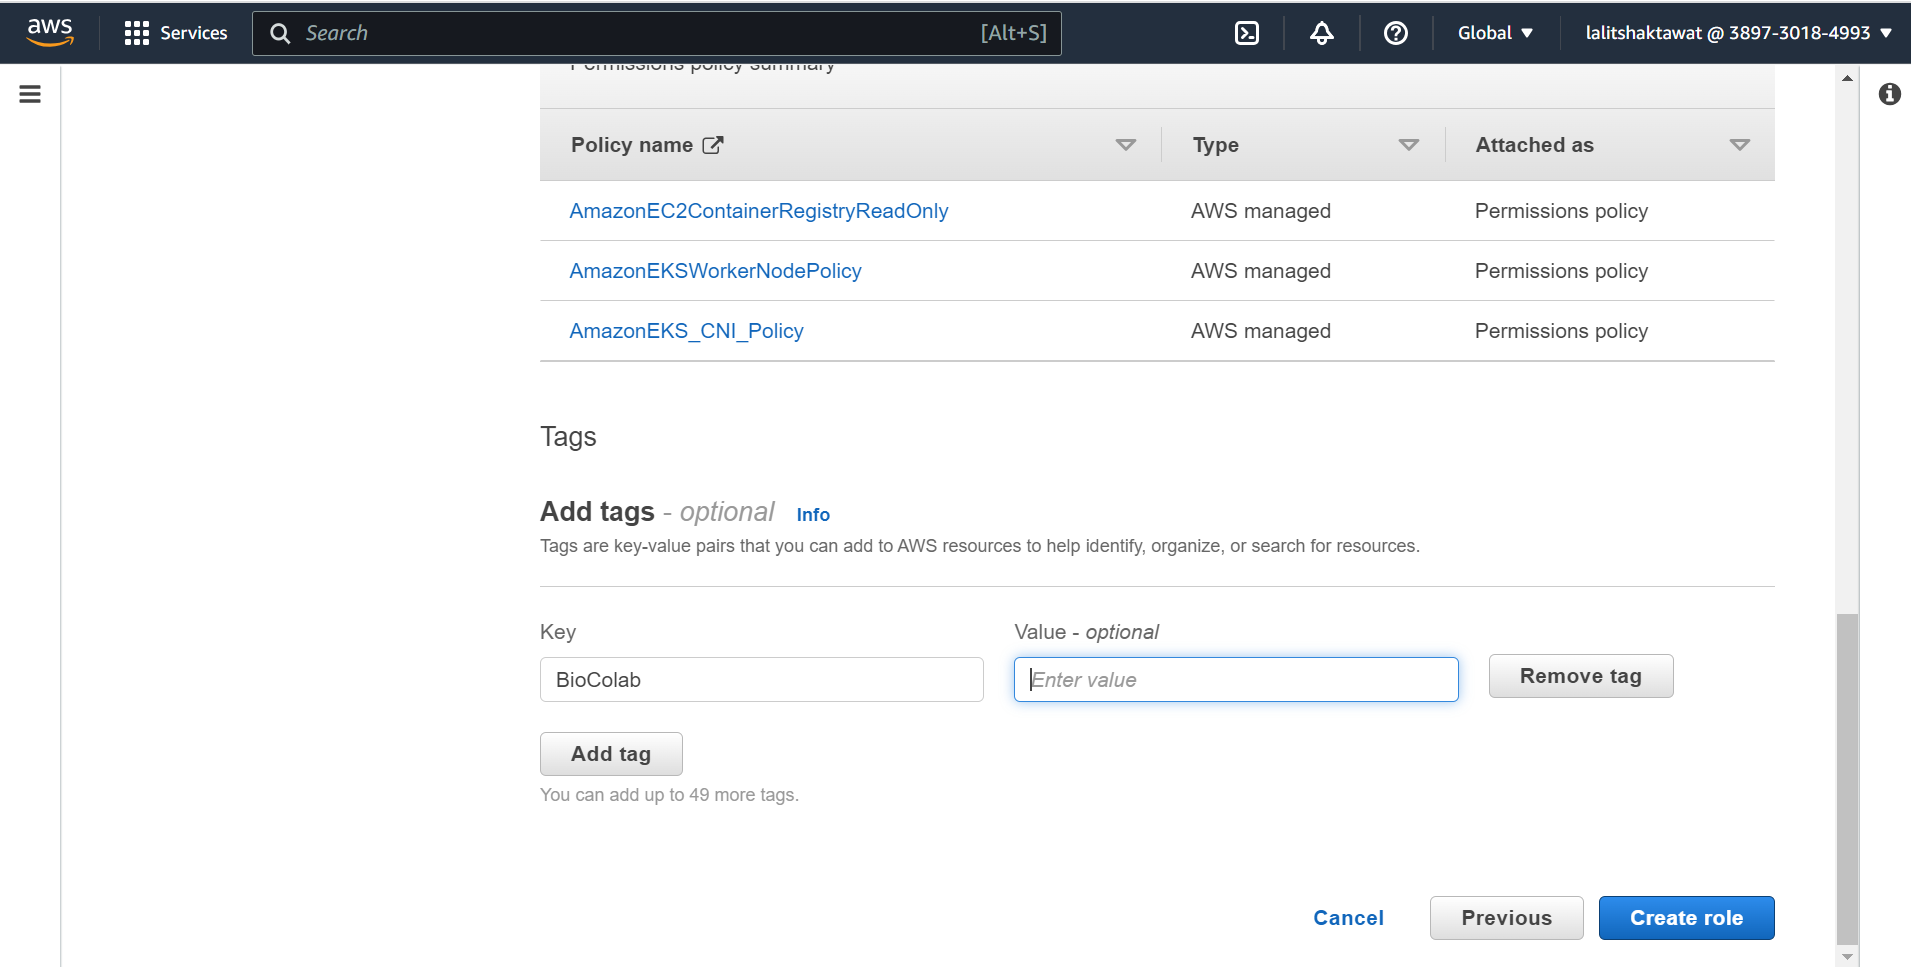 aws Services Search [Alt+S] Global lalitshaktawat @ 3897-3018-4993
Permissions policy summary
Policy name Type Attached as
AmazonEC2ContainerRegistryReadOnly AWS managed Permissions policy
AmazonEKSWorkerNodePolicy AWS managed Permissions policy
AmazonEKS_CNI_Policy AWS managed Permissions policy
Tags
Add tags - optional Info
Tags are key-value pairs that you can add to AWS resources to help identify, organize, or search for resources.
Key Value - optional
BioColab Enter value Remove tag
Add tag
You can add up to 49 more tags.
Cancel Previous Create role